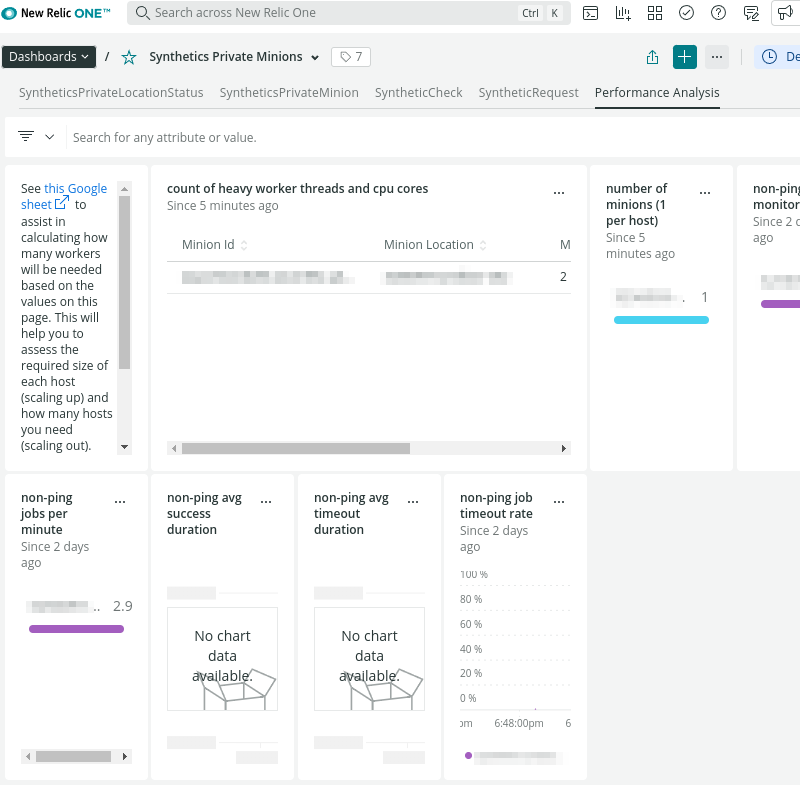 New Relic ONE™
Search across New Relic One
Ctrl K
Dashboards / Synthetics Private Minions 7
De
SyntheticsPrivateLocationStatus SyntheticsPrivateMinion SyntheticCheck SyntheticRequest Performance Analysis
Search for any attribute or value.
See this Google
sheet to
assist in
calculating how
many workers
will be needed
based on the
values on this
page. This will
help you to
assess the
required size of
each host
(scaling up) and
how many hosts
you need
(scaling out).
count of heavy worker threads and cpu cores ...
Since 5 minutes ago
Minion Id Minion Location M
2
number of ...
minions (1
per host)
Since 5
minutes ago
. 1
non-ping
monitor
Since 2 d
ago
non-ping ...
jobs per
minute
Since 2 days
ago
.. 2.9
non-ping avg ...
success
duration
No chart
data
available.
non-ping avg ...
timeout
duration
No chart
data
available.
non-ping job ...
timeout rate
Since 2 days
ago
100 %
80 %
60 %
40 %
20 %
0 %
pm 6:48:00pm 6